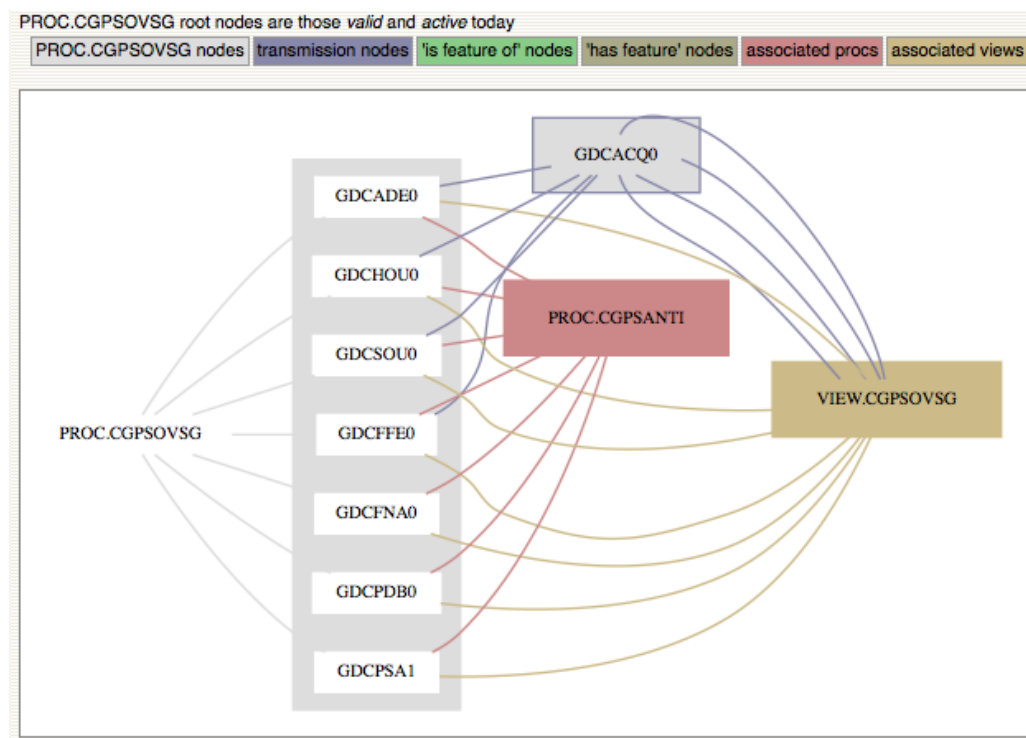 PROC.CGPSOVSG root nodes are those valid and active today
PROC.CGPSOVSG nodes transmission nodes 'is feature of' nodes 'has feature' nodes associated procs associated views
GDCACQ0
GDCADE0
GDCHOU0
PROC.CGPSANTI
GDCSOU0
VIEW.CGPSOVSG
PROC.CGPSOVSG
GDCFFE0
GDCFNA0
GDCPDB0
GDCPSA1